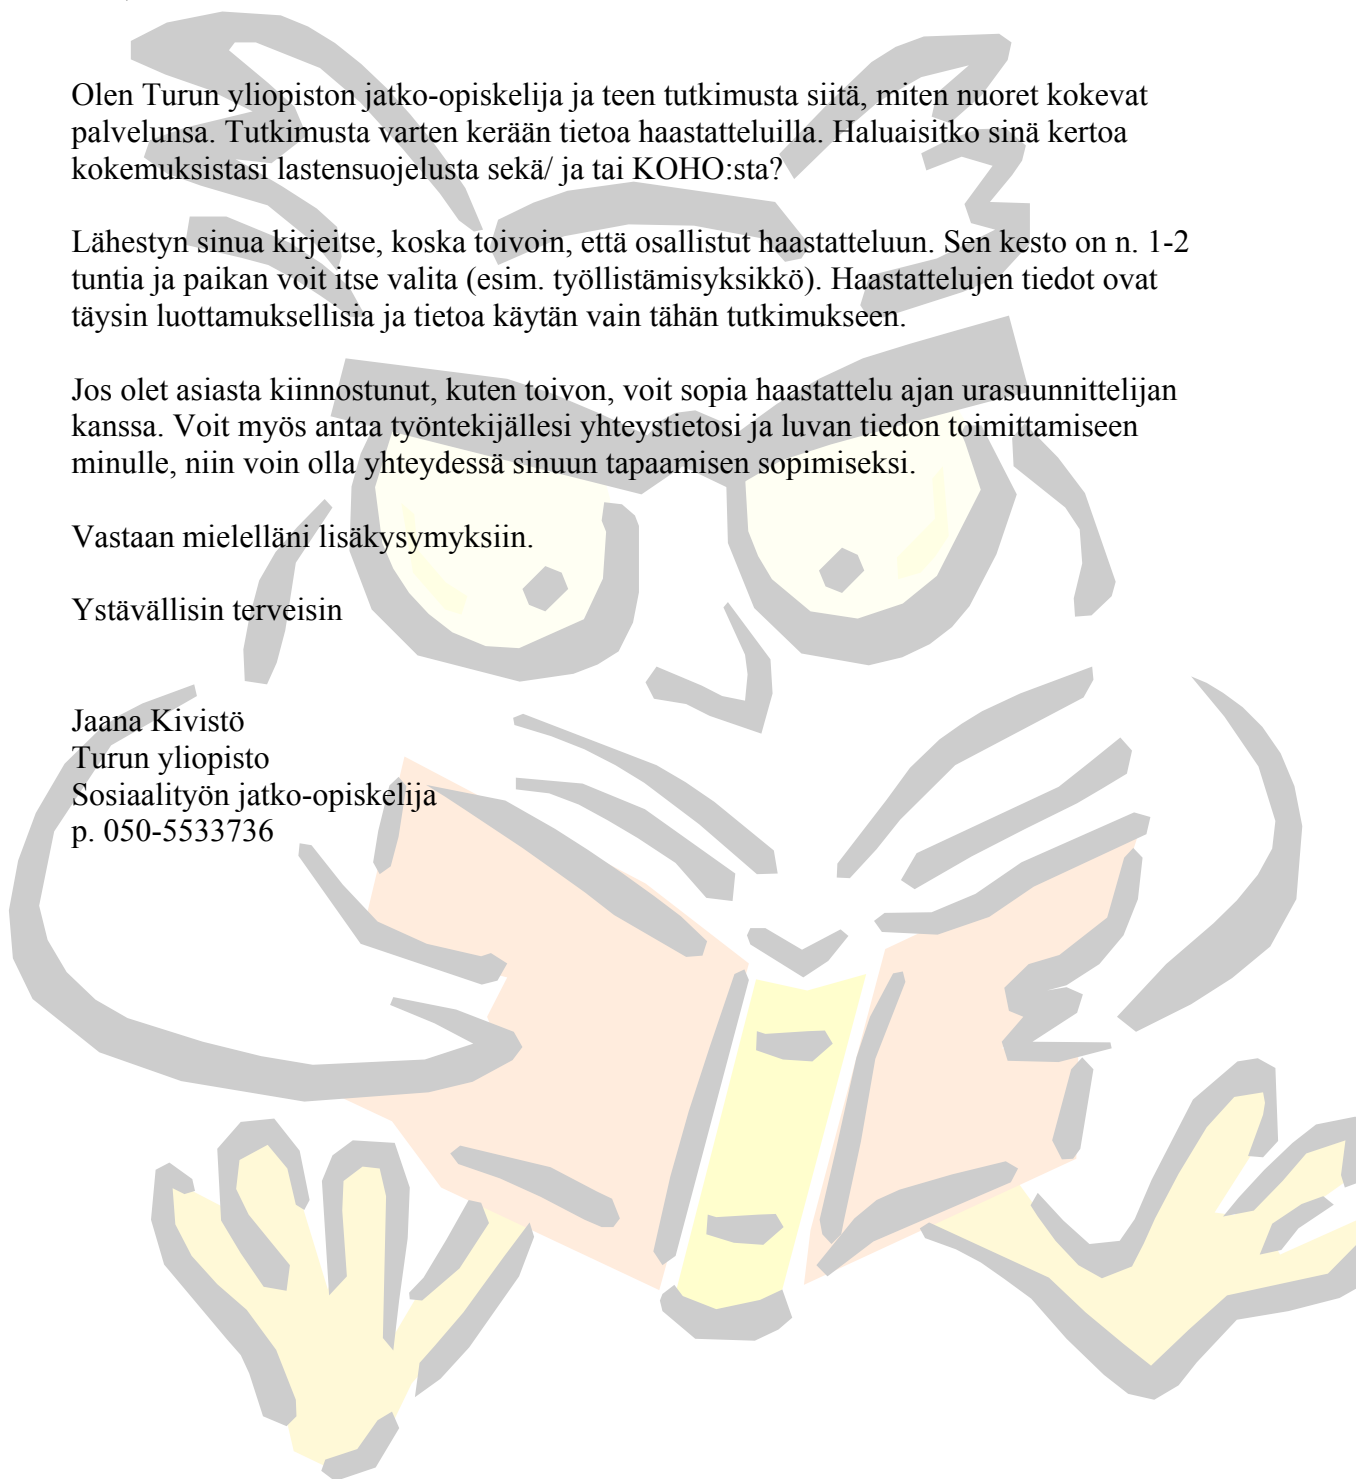 Olen Turun yliopiston jatko-opiskelija ja teen tutkimusta siitä, miten nuoret kokevat
palvelunsa. Tutkimusta varten kerään tietoa haastatteluilla. Haluaisitko sinä kertoa
kokemuksistasi lastensuojelusta sekä/ ja tai KOHO:sta?
Lähestyn sinua kirjeitse, koska toivoin, että osallistut haastatteluun. Sen kesto on n. 1-2
tuntia ja paikan voit itse valita (esim. työllistämisyksikkö). Haastattelujen tiedot ovat
täysin luottamuksellisia ja tietoa käytän vain tähän tutkimukseen.
Jos olet asiasta kiinnostunut, kuten toivon, voit sopia haastattelu ajan urasuunnittelijan
kanssa. Voit myös antaa työntekijällesi yhteystietosi ja luvan tiedon toimittamiseen
minulle, niin voin olla yhteydessä sinuun tapaamisen sopimiseksi.
Vastaan mielelläni lisäkysymyksiin.
Ystävällisin terveisin
Jaana Kivistö
Turun yliopisto
Sosiaalityön jatko-opiskelija
p. 050-5533736